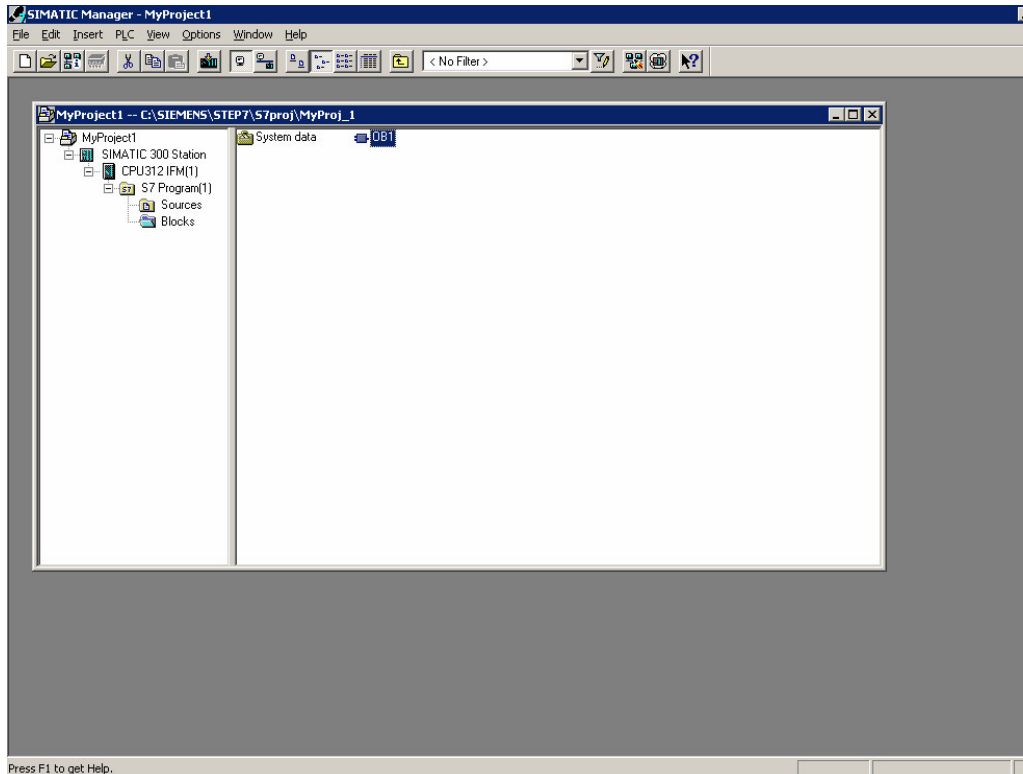 SIMATIC Manager - MyProject1
File Edit Insert PLC View Options Window Help
< No Filter >
MyProject1 -- C:\SIEMENS\STEP7\S7proj\MyProj_1
MyProject1
System data
OB1
SIMATIC 300 Station
CPU312 IFM(1)
S7 Program(1)
Sources
Blocks
Press F1 to get Help.